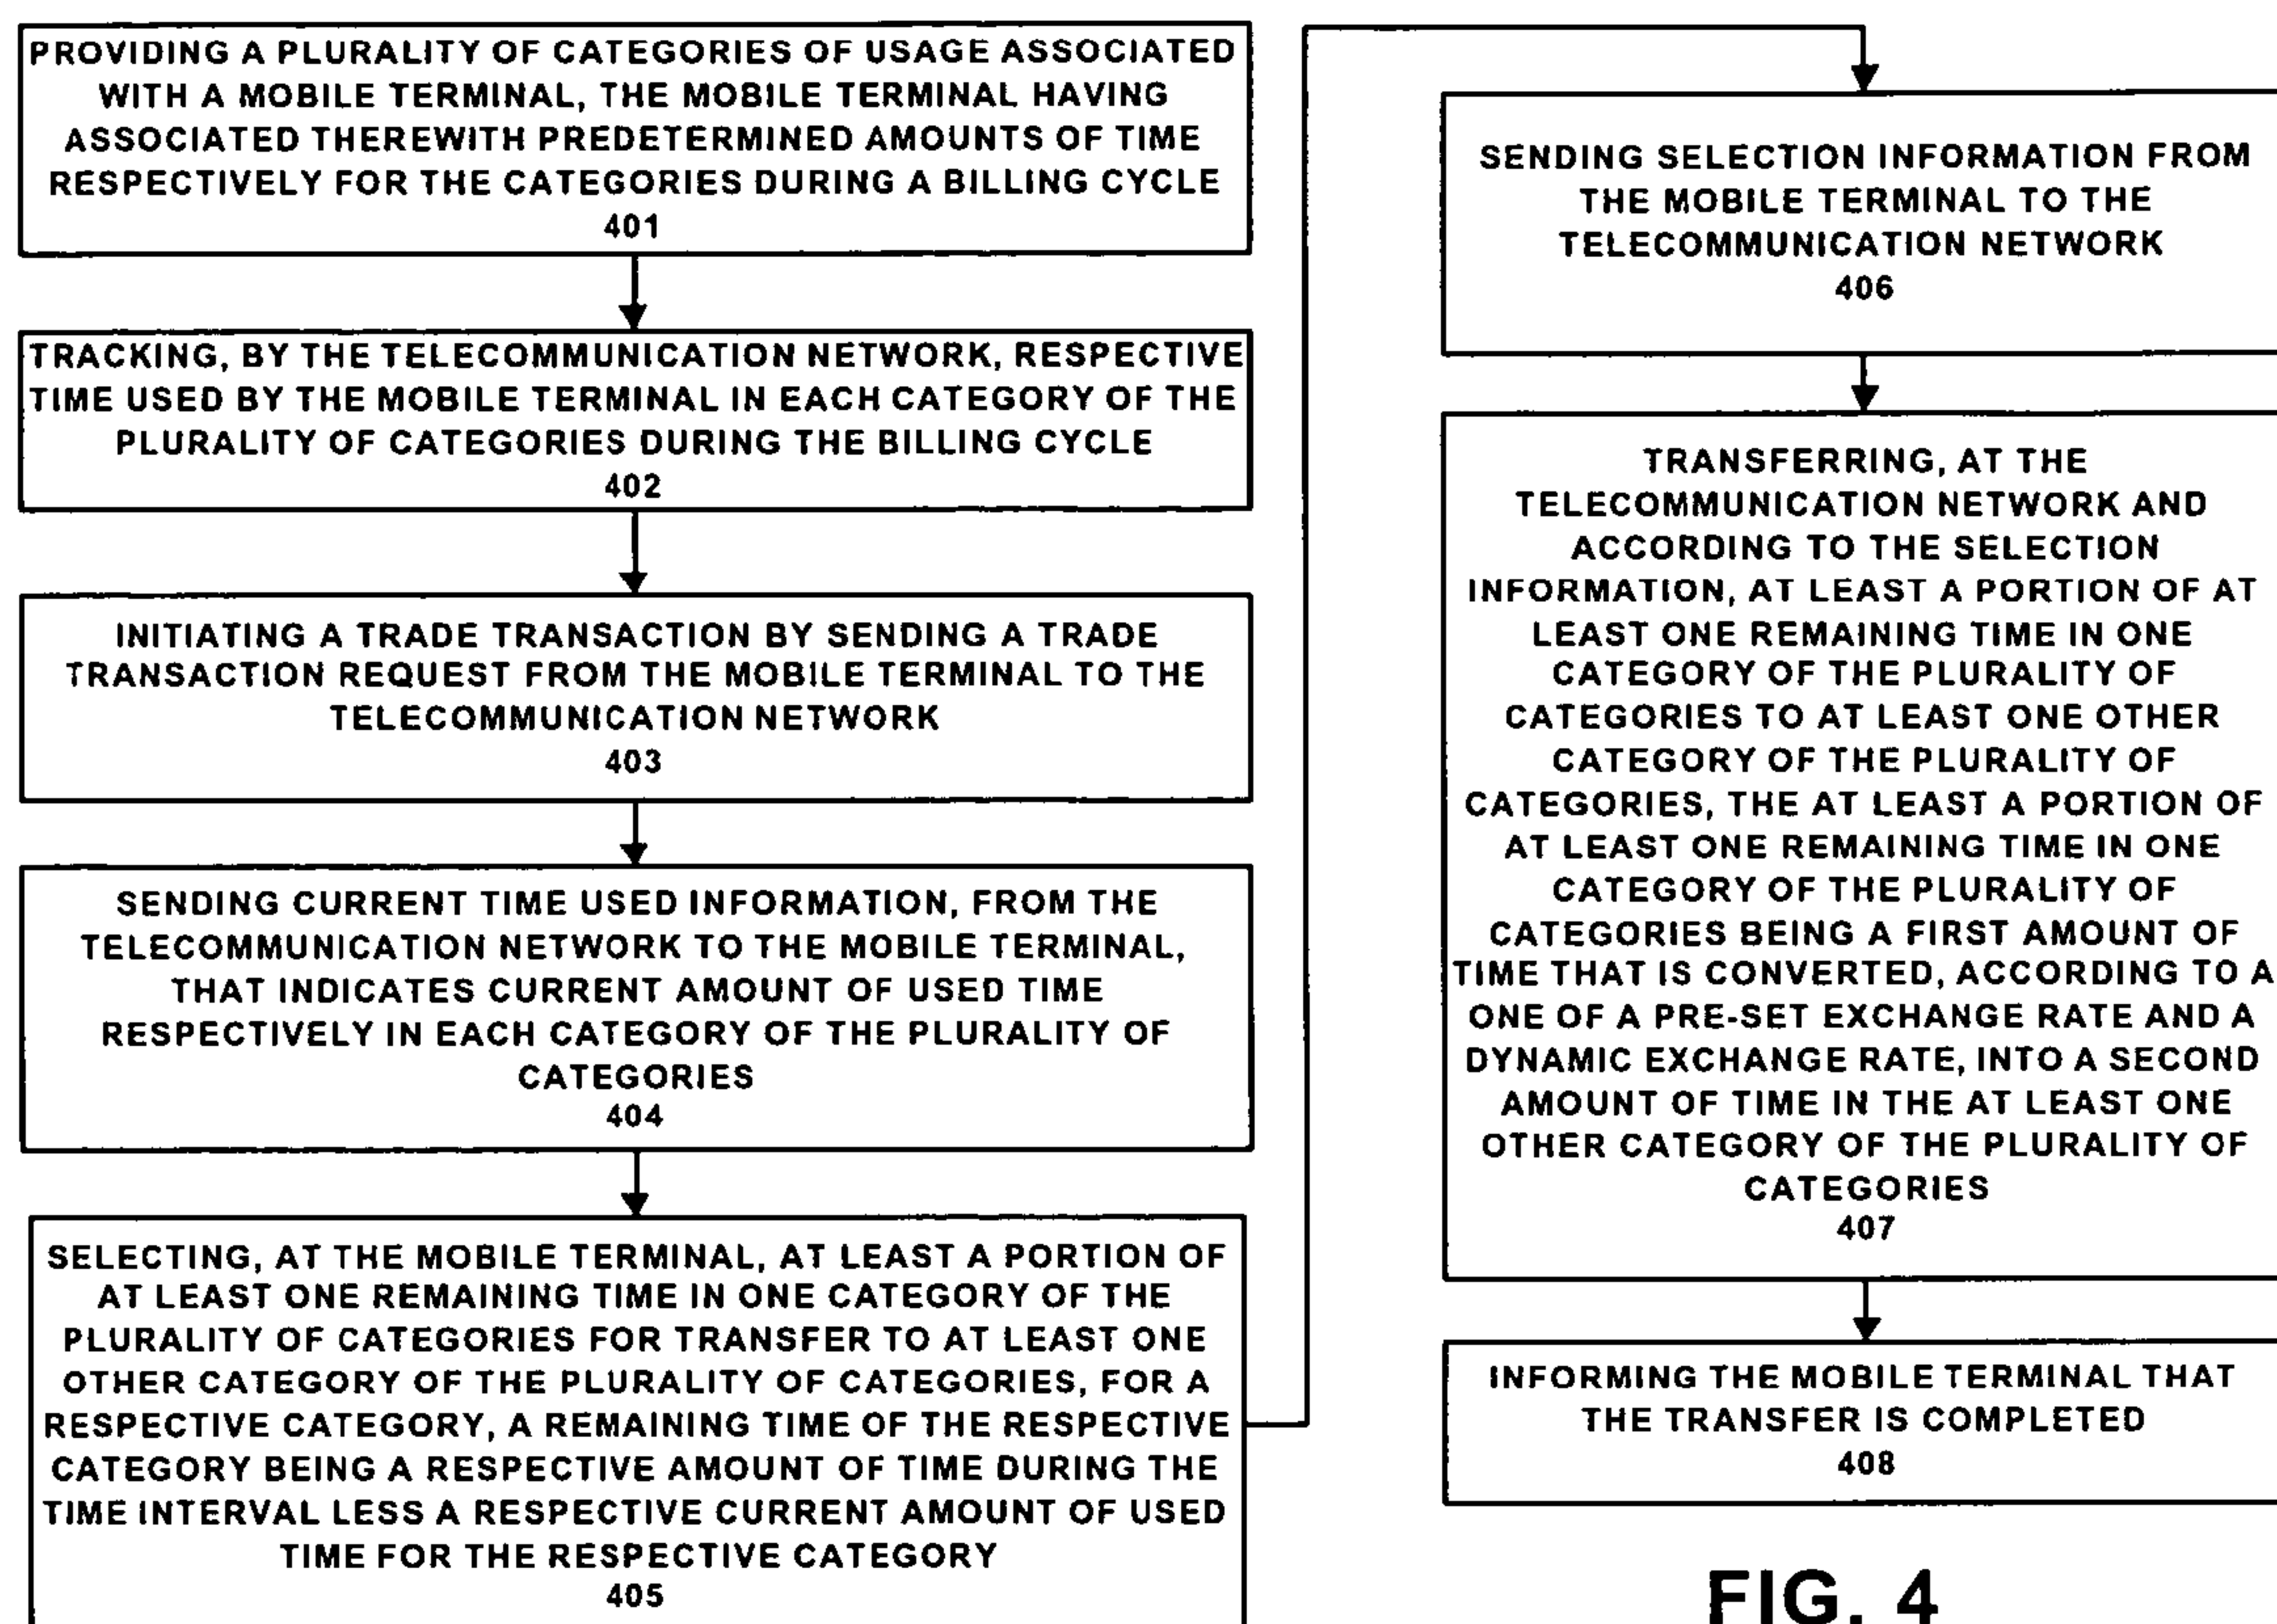 PROVIDING A PLURALITY OF CATEGORIES OF USAGE ASSOCIATED
WITH A MOBILE TERMINAL, THE MOBILE TERMINAL HAVING
ASSOCIATED THEREWITH PREDETERMINED AMOUNTS OF TIME
RESPECTIVELY FOR THE CATEGORIES DURING A BILLING CYCLE
401
TRACKING, BY THE TELECOMMUNICATION NETWORK, RESPECTIVE
TIME USED BY THE MOBILE TERMINAL IN EACH CATEGORY OF THE
PLURALITY OF CATEGORIES DURING THE BILLING CYCLE
402
INITIATING A TRADE TRANSACTION BY SENDING A TRADE
TRANSACTION REQUEST FROM THE MOBILE TERMINAL TO THE
TELECOMMUNICATION NETWORK
403
SENDING CURRENT TIME USED INFORMATION, FROM THE
TELECOMMUNICATION NETWORK TO THE MOBILE TERMINAL,
THAT INDICATES CURRENT AMOUNT OF USED TIME
RESPECTIVELY IN EACH CATEGORY OF THE PLURALITY OF
CATEGORIES
404
SELECTING, AT THE MOBILE TERMINAL, AT LEAST A PORTION OF
AT LEAST ONE REMAINING TIME IN ONE CATEGORY OF THE
PLURALITY OF CATEGORIES FOR TRANSFER TO AT LEAST ONE
OTHER CATEGORY OF THE PLURALITY OF CATEGORIES, FOR A
RESPECTIVE CATEGORY, A REMAINING TIME OF THE RESPECTIVE
CATEGORY BEING A RESPECTIVE AMOUNT OF TIME DURING THE
TIME INTERVAL LESS A RESPECTIVE CURRENT AMOUNT OF USED
TIME FOR THE RESPECTIVE CATEGORY
405
SENDING SELECTION INFORMATION FROM
THE MOBILE TERMINAL TO THE
TELECOMMUNICATION NETWORK
406
TRANSFERRING, AT THE
TELECOMMUNICATION NETWORK AND
ACCORDING TO THE SELECTION
INFORMATION, AT LEAST A PORTION OF AT
LEAST ONE REMAINING TIME IN ONE
CATEGORY OF THE PLURALITY OF
CATEGORIES TO AT LEAST ONE OTHER
CATEGORY OF THE PLURALITY OF
CATEGORIES, THE AT LEAST A PORTION OF
AT LEAST ONE REMAINING TIME IN ONE
CATEGORY OF THE PLURALITY OF
CATEGORIES BEING A FIRST AMOUNT OF
TIME THAT IS CONVERTED, ACCORDING TO A
ONE OF A PRE-SET EXCHANGE RATE AND A
DYNAMIC EXCHANGE RATE, INTO A SECOND
AMOUNT OF TIME IN THE AT LEAST ONE
OTHER CATEGORY OF THE PLURALITY OF
CATEGORIES
407
INFORMING THE MOBILE TERMINAL THAT
THE TRANSFER IS COMPLETED
408
FIG. 4